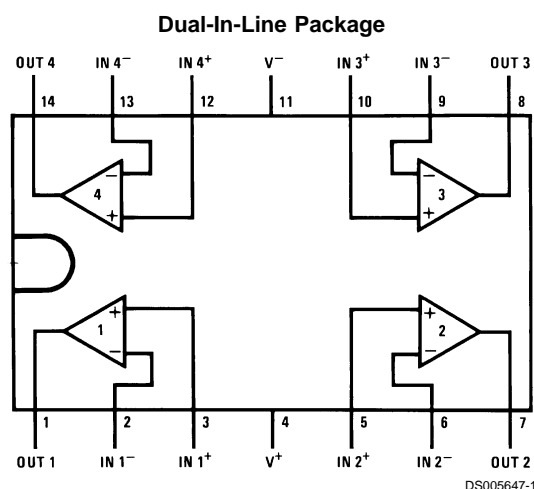 Dual-In-Line Package
OUT 4 IN 4⁻ IN 4⁺ V⁻ IN 3⁺ IN 3⁻ OUT 3
14 13 12 11 10 9 8
− −
4 3
+ +
+ +
1 2
− −
1 2 3 4 5 6 7
OUT 1 IN 1⁻ IN 1⁺ V⁺ IN 2⁺ IN 2⁻ OUT 2
DS005647-1